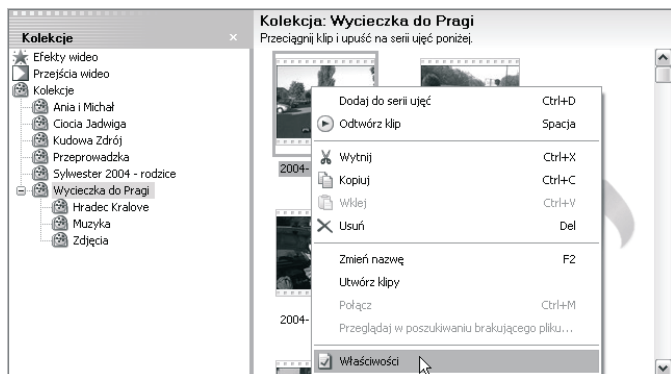 Kolekcje
Efekty wideo
Przejścia wideo
Kolekcje
Ania i Michał
Ciocia Jadwiga
Kudowa Zdrój
Przeprowadzka
Sylwester 2004 - rodzice
Wycieczka do Pragi
Hradec Kralove
Muzyka
Zdjęcia
Kolekcja: Wycieczka do Pragi
Przeciągnij klip i upuść na serii ujęć poniżej.
2004-
2004-
Dodaj do serii ujęć Ctrl+D
Odtwórz klip Spacja
Wytnij Ctrl+X
Kopiuj Ctrl+C
Wklej Ctrl+V
Usuń Del
Zmień nazwę F2
Utwórz klipy
Połącz Ctrl+M
Przeglądaj w poszukiwaniu brakującego pliku...
Właściwości